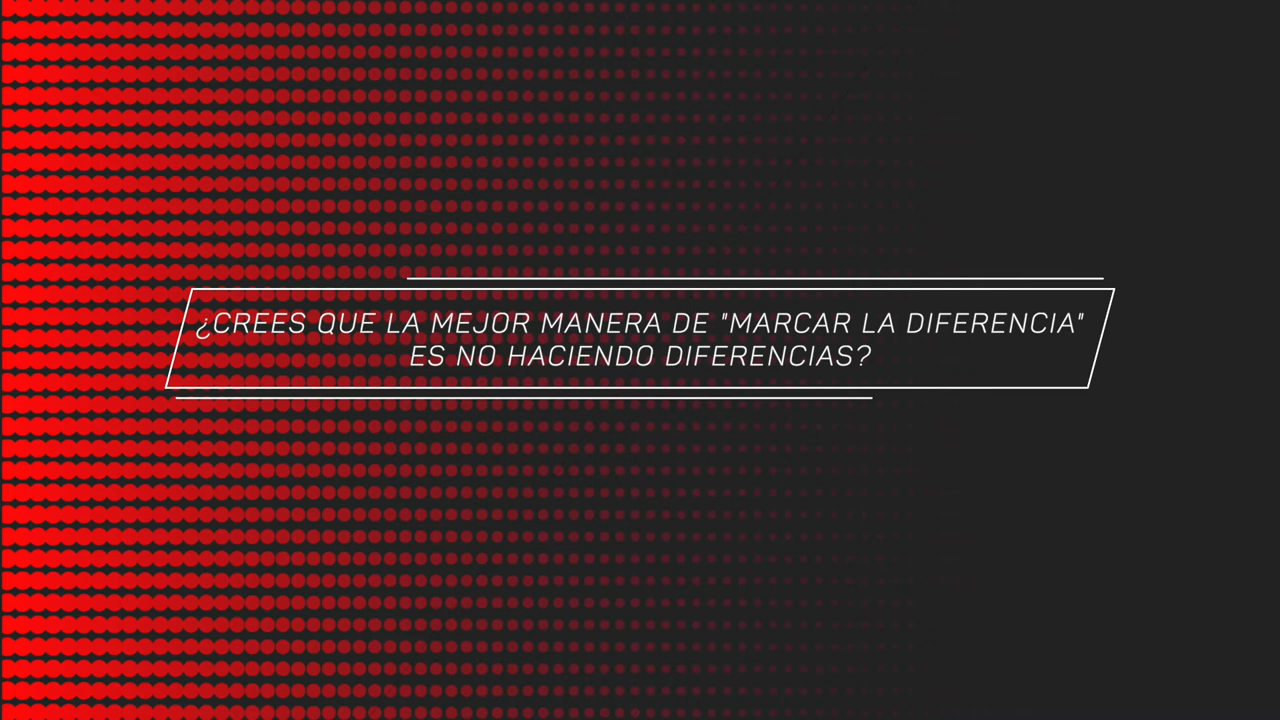 ¿CREES QUE LA MEJOR MANERA DE "MARCAR LA DIFERENCIA"
ES NO HACIENDO DIFERENCIAS?